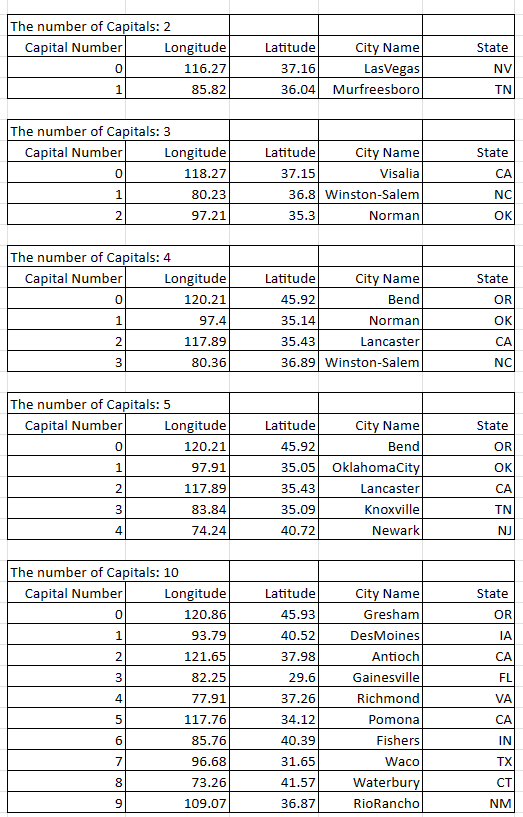 The number of Capitals: 2
Capital Number Longitude Latitude City Name State
0 116.27 37.16 LasVegas NV
1 85.82 36.04 Murfreesboro TN
The number of Capitals: 3
Capital Number Longitude Latitude City Name State
0 118.27 37.15 Visalia CA
1 80.23 36.8 Winston-Salem NC
2 97.21 35.3 Norman OK
The number of Capitals: 4
Capital Number Longitude Latitude City Name State
0 120.21 45.92 Bend OR
1 97.4 35.14 Norman OK
2 117.89 35.43 Lancaster CA
3 80.36 36.89 Winston-Salem NC
The number of Capitals: 5
Capital Number Longitude Latitude City Name State
0 120.21 45.92 Bend OR
1 97.91 35.05 OklahomaCity OK
2 117.89 35.43 Lancaster CA
3 83.84 35.09 Knoxville TN
4 74.24 40.72 Newark NJ
The number of Capitals: 10
Capital Number Longitude Latitude City Name State
0 120.86 45.93 Gresham OR
1 93.79 40.52 DesMoines IA
2 121.65 37.98 Antioch CA
3 82.25 29.6 Gainesville FL
4 77.91 37.26 Richmond VA
5 117.76 34.12 Pomona CA
6 85.76 40.39 Fishers IN
7 96.68 31.65 Waco TX
8 73.26 41.57 Waterbury CT
9 109.07 36.87 RioRancho NM